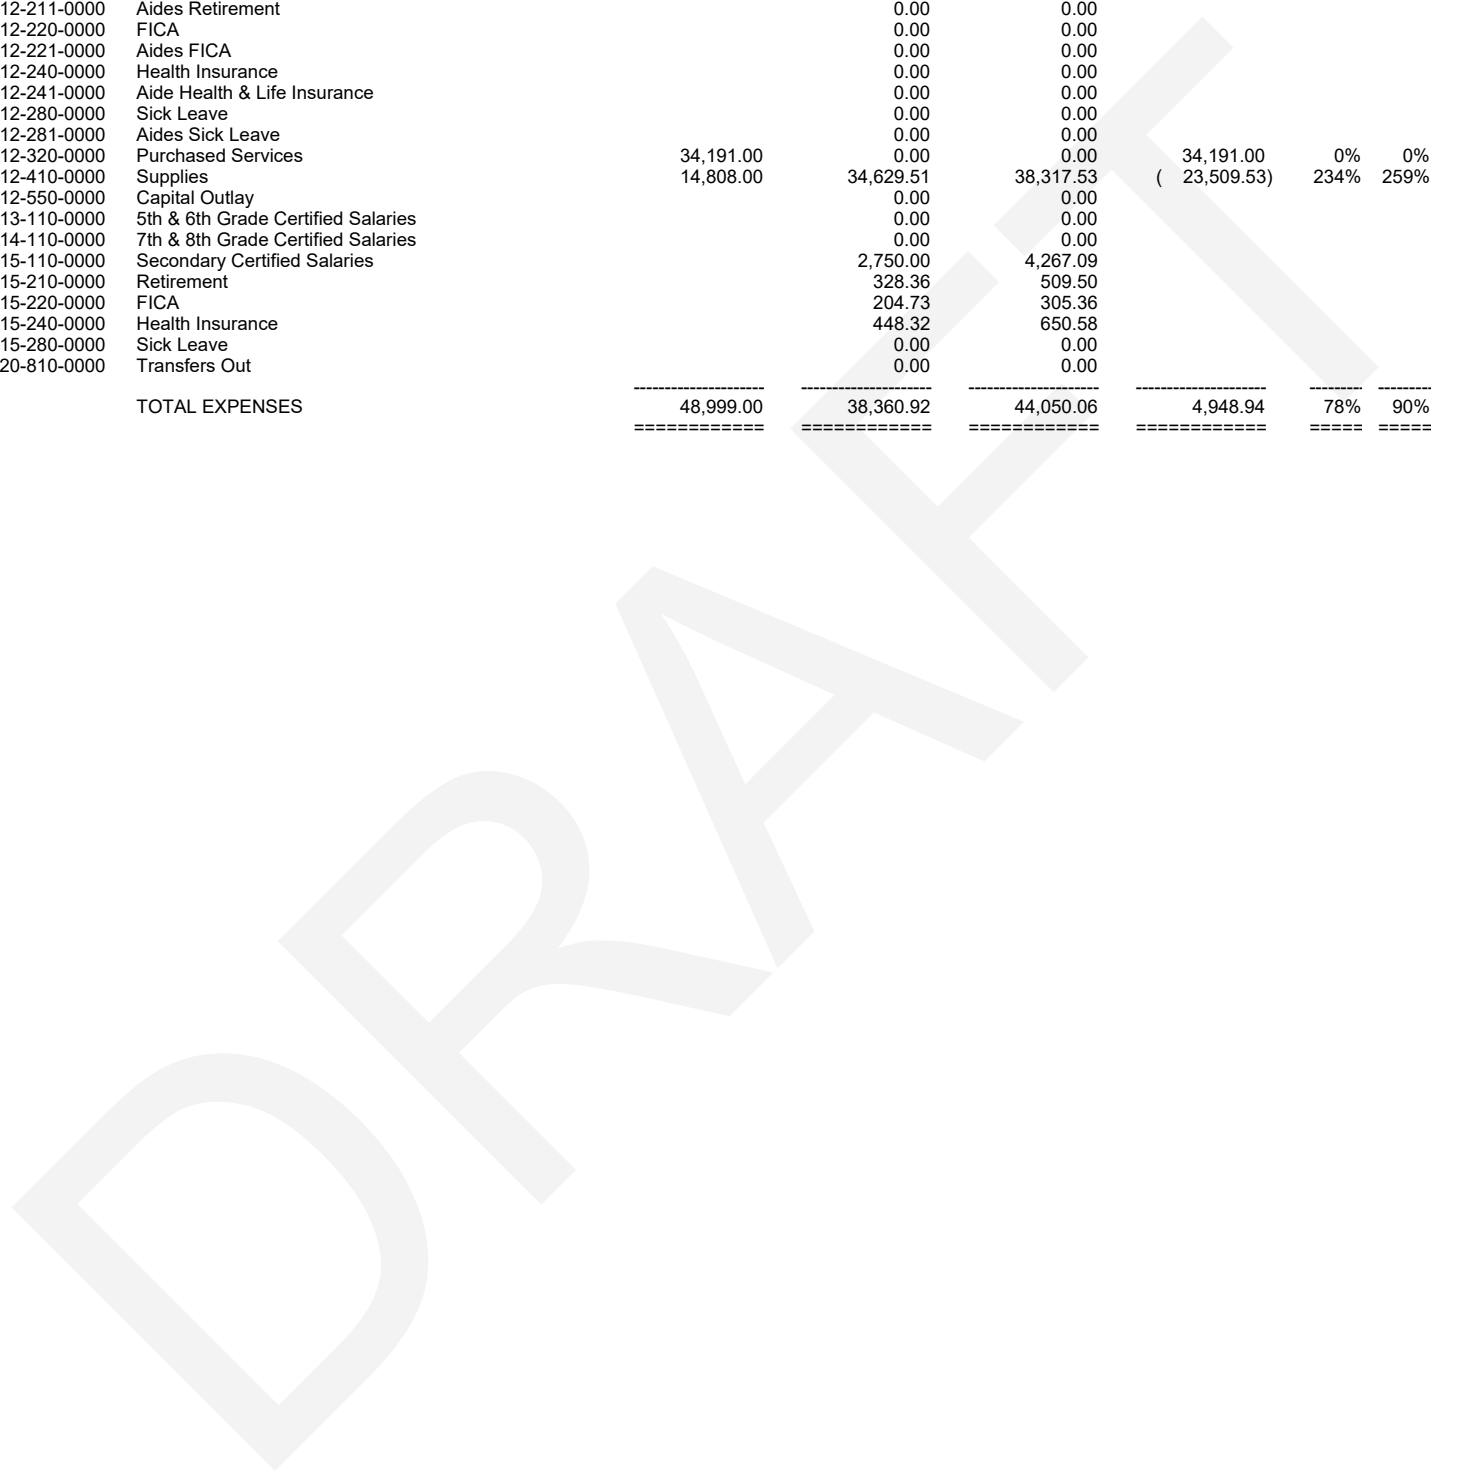 12-211-0000 Aides Retirement 0.00 0.00
12-220-0000 FICA 0.00 0.00
12-221-0000 Aides FICA 0.00 0.00
12-240-0000 Health Insurance 0.00 0.00
12-241-0000 Aide Health & Life Insurance 0.00 0.00
12-280-0000 Sick Leave 0.00 0.00
12-281-0000 Aides Sick Leave 0.00 0.00
12-320-0000 Purchased Services 34,191.00 0.00 0.00 34,191.00 0% 0%
12-410-0000 Supplies 14,808.00 34,629.51 38,317.53 ( 23,509.53) 234% 259%
12-550-0000 Capital Outlay 0.00 0.00
13-110-0000 5th & 6th Grade Certified Salaries 0.00 0.00
14-110-0000 7th & 8th Grade Certified Salaries 0.00 0.00
15-110-0000 Secondary Certified Salaries 2,750.00 4,267.09
15-210-0000 Retirement 328.36 509.50
15-220-0000 FICA 204.73 305.36
15-240-0000 Health Insurance 448.32 650.58
15-280-0000 Sick Leave 0.00 0.00
20-810-0000 Transfers Out 0.00 0.00
--------------------- --------------------- --------------------- --------------------- --------- ---------
TOTAL EXPENSES 48,999.00 38,360.92 44,050.06 4,948.94 78% 90%
============ ============ ============ ============ ===== =====
DRAFT